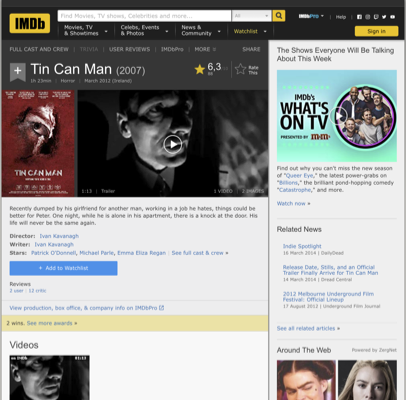 IMDb
Find Movies, TV shows, Celebrities and more...
All
IMDbPro
Help
Movies, TV & Showtimes
Celebs, Events & Photos
News & Community
Watchlist
Sign in
FULL CAST AND CREW
TRIVIA
USER REVIEWS
IMDbPro
MORE
SHARE
Tin Can Man (2007)
6,3
Rate This
1h 23min
Horror
March 2012 (Ireland)
TIN CAN MAN
1:13
Trailer
1 VIDEO
2 IMAGES
Recently dumped by his girlfriend for another man, working in a job he hates, things could
be better for Peter. One night, while he is alone in his apartment, there is a knock at the door. His
life will never be the same again.
Director: Ivan Kavanagh
Writer: Ivan Kavanagh
Stars: Patrick O'Donnell, Michael Parle, Emma Eliza Regan | See full cast & crew »
+ Add to Watchlist
Reviews
1 user | 13 critic
View production, box office, & company info on IMDbPro
2 wins. See more awards »
Videos
The Shows Everyone Will Be Talking
About This Week
IMDb's
WHAT'S
ON TV
PRESENTED BY
Find out why you can't miss the new season
of "Queer Eye," the latest power-grabs on
"Billions," the brilliant pond-hopping comedy
"Catastrophe," and more.
Watch now »
Related News
Indie Spotlight
16 March 2014 | DailyDead
Release Date, Stills, and an Official
Trailer Finally Arrive for Tin Can Man
14 March 2014 | Dread Central
2012 Melbourne Underground Film
Festival: Official Lineup
17 August 2012 | Underground Film Journal
See all related articles »
Around The Web
Powered by ZergNet